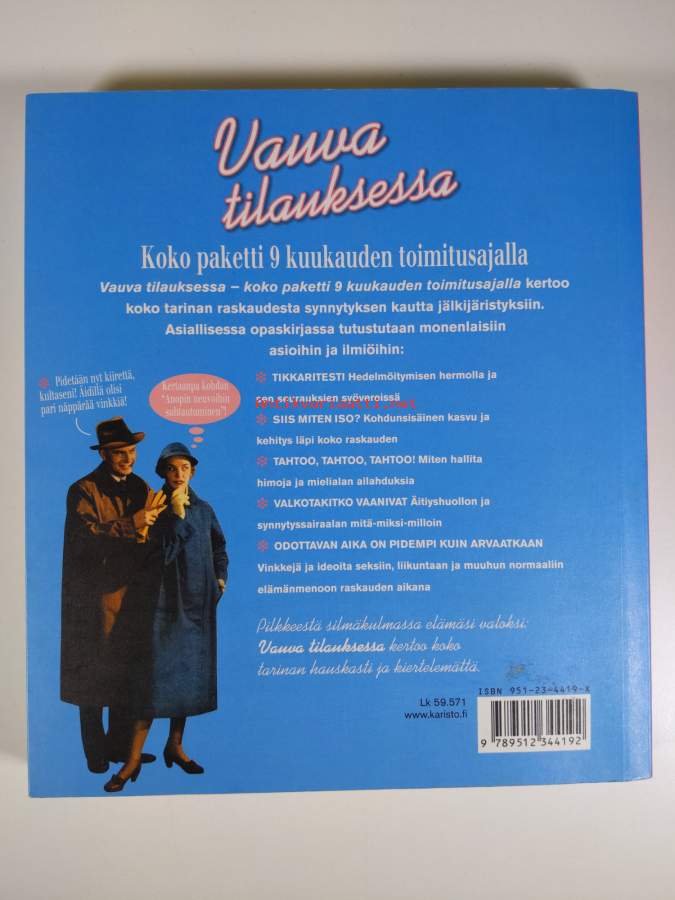 Vauva
tilauksessa
Koko paketti 9 kuukauden toimitusajalla
Vauva tilauksessa – koko paketti 9 kuukauden toimitusajalla kertoo
koko tarinan raskaudesta synnytyksen kautta jälkijäristyksiin.
Asiallisessa opaskirjassa tutustutaan monenlaisiin
asioihin ja ilmiöihin:
Pidetään nyt kiirettä,
kultaseni! Äidillä olisi
pari näppärää vinkkiä!
Kerraanpa kohdan
"Anopin neuvoihin
suhtautuminen"!
antikvariaatti.net
TIKKARITESTI Hedelmöitymisen hermolla ja
sen seurauksien syövereissä
SIIS MITEN ISO? Kohdunsisäinen kasvu ja
kehitys läpi koko raskauden
TAHTOO, TAHTOO, TAHTOO! Miten hallita
himoja ja mielialan ailahduksia
VALKOTAKITKO VAANIVAT Äitiyshuollon ja
synnytyssairaalan mitä-miksi-milloin
ODOTTAVAN AIKA ON PIDEMPI KUIN ARVAATKAAN
Vinkkejä ja ideoita seksiin, liikuntaan ja muuhun normaaliin
elämänmenoon raskauden aikana
Pilkkeestä silmäkulmassa elämäsi valoksi:
Vauva tilauksessa kertoo koko
tarinan hauskasti ja kiertelemättä.
Lk 59.571
www.karisto.fi
ISBN 951-23-4419-X
9 789512 344192